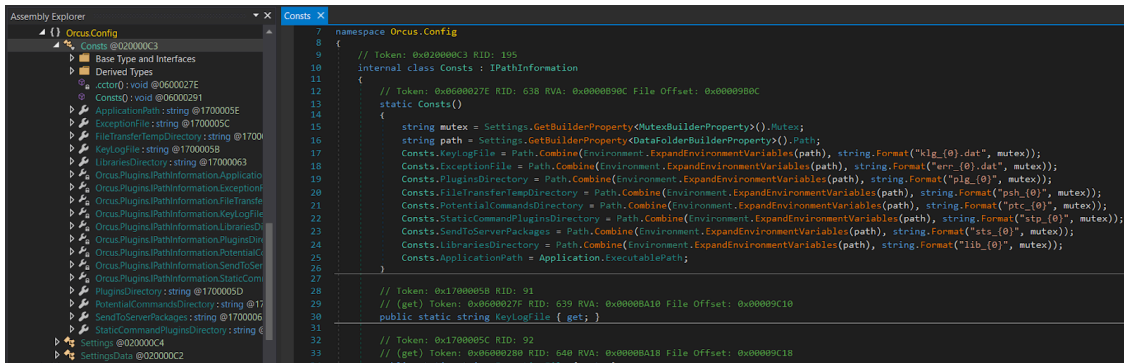 Assembly Explorer
Orcus.Config
Consts @020000C3
Base Type and Interfaces
Derived Types
.cctor() : void @0600027E
Consts() : void @06000291
ApplicationPath : string @1700005E
ExceptionFile : string @1700005C
FileTransferTempDirectory : string @1700
KeyLogFile : string @1700005B
LibrariesDirectory : string @17000063
Orcus.Plugins.IPathInformation.Application
Orcus.Plugins.IPathInformation.ExceptionF
Orcus.Plugins.IPathInformation.FileTransfer
Orcus.Plugins.IPathInformation.KeyLogFile
Orcus.Plugins.IPathInformation.LibrariesDi
Orcus.Plugins.IPathInformation.PluginsDire
Orcus.Plugins.IPathInformation.PotentialC
Orcus.Plugins.IPathInformation.SendToSer
Orcus.Plugins.IPathInformation.StaticComm
PluginsDirectory : string @1700005D
PotentialCommandsDirectory : string @17
SendToServerPackages : string @1700006
StaticCommandPluginsDirectory : string @
Settings @020000C4
SettingsData @020000C2
Consts
7 namespace Orcus.Config
8 {
9 // Token: 0x020000C3 RID: 195
10 internal class Consts : IPathInformation
11 {
12 // Token: 0x0600027E RID: 638 RVA: 0x0000B90C File Offset: 0x00009B0C
13 static Consts()
14 {
15 string mutex = Settings.GetBuilderProperty<MutexBuilderProperty>().Mutex;
16 string path = Settings.GetBuilderProperty<DataFolderBuilderProperty>().Path;
17 Consts.KeyLogFile = Path.Combine(Environment.ExpandEnvironmentVariables(path), string.Format("klg_{0}.dat", mutex));
18 Consts.ExceptionFile = Path.Combine(Environment.ExpandEnvironmentVariables(path), string.Format("err_{0}.dat", mutex));
19 Consts.PluginsDirectory = Path.Combine(Environment.ExpandEnvironmentVariables(path), string.Format("plg_{0}", mutex));
20 Consts.FileTransferTempDirectory = Path.Combine(Environment.ExpandEnvironmentVariables(path), string.Format("psh_{0}", mutex));
21 Consts.PotentialCommandsDirectory = Path.Combine(Environment.ExpandEnvironmentVariables(path), string.Format("ptc_{0}", mutex));
22 Consts.StaticCommandPluginsDirectory = Path.Combine(Environment.ExpandEnvironmentVariables(path), string.Format("stp_{0}", mutex));
23 Consts.SendToServerPackages = Path.Combine(Environment.ExpandEnvironmentVariables(path), string.Format("sts_{0}", mutex));
24 Consts.LibrariesDirectory = Path.Combine(Environment.ExpandEnvironmentVariables(path), string.Format("lib_{0}", mutex));
25 Consts.ApplicationPath = Application.ExecutablePath;
26 }
27
28 // Token: 0x1700005B RID: 91
29 // (get) Token: 0x0600027F RID: 639 RVA: 0x0000BA10 File Offset: 0x00009C10
30 public static string KeyLogFile { get; }
31
32 // Token: 0x1700005C RID: 92
33 // (get) Token: 0x06000280 RID: 640 RVA: 0x0000BA18 File Offset: 0x00009C18